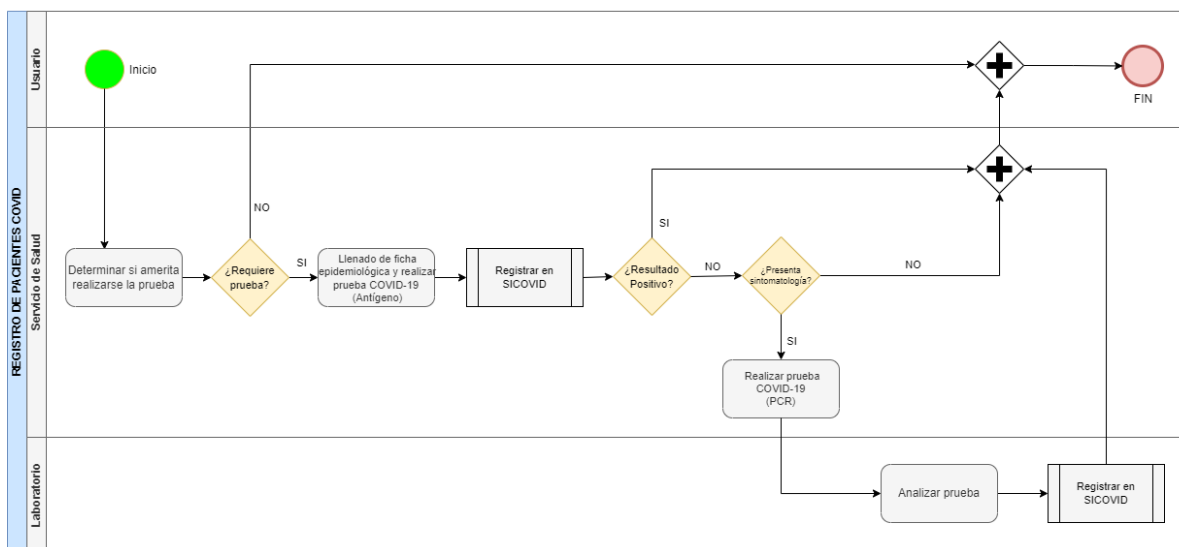 REGISTRO DE PACIENTES COVID
Usuario
Inicio
FIN
Servicio de Salud
NO
SI
Determinar si amerita
realizarse la prueba
¿Requiere
prueba?
SI
Llenado de ficha
epidemiológica y realizar
prueba COVID-19
(Antígeno)
Registrar en
SICOVID
¿Resultado
Positivo?
NO
¿Presenta
sintomatología?
NO
SI
Realizar prueba
COVID-19
(PCR)
Laboratorio
Analizar prueba
Registrar en
SICOVID